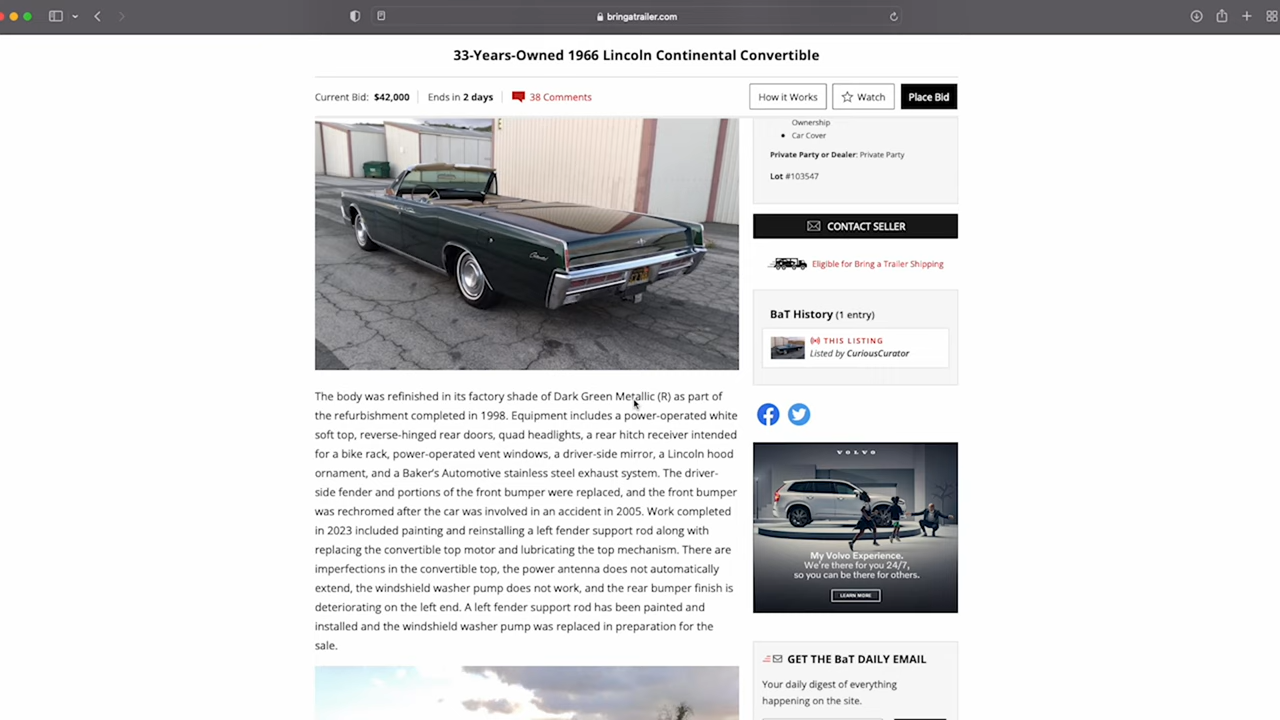 bringatrailer.com
33-Years-Owned 1966 Lincoln Continental Convertible
Current Bid: $42,000
Ends in 2 days
38 Comments
How it Works
Watch
Place Bid
Ownership
• Car Cover
Private Party or Dealer: Private Party
Lot #103547
CONTACT SELLER
Eligible for Bring a Trailer Shipping
BaT History (1 entry)
THIS LISTING
Listed by CuriousCurator
The body was refinished in its factory shade of Dark Green Metallic (R) as part of
the refurbishment completed in 1998. Equipment includes a power-operated white
soft top, reverse-hinged rear doors, quad headlights, a rear hitch receiver intended
for a bike rack, power-operated vent windows, a driver-side mirror, a Lincoln hood
ornament, and a Baker's Automotive stainless steel exhaust system. The driver-
side fender and portions of the front bumper were replaced, and the front bumper
was rechromed after the car was involved in an accident in 2005. Work completed
in 2023 included painting and reinstalling a left fender support rod along with
replacing the convertible top motor and lubricating the top mechanism. There are
imperfections in the convertible top, the power antenna does not automatically
extend, the windshield washer pump does not work, and the rear bumper finish is
deteriorating on the left end. A left fender support rod has been painted and
installed and the windshield washer pump was replaced in preparation for the
sale.
VOLVO
My Volvo Experience.
We're there for you 24/7,
so you can be there for others.
LEARN MORE
GET THE BaT DAILY EMAIL
Your daily digest of everything
happening on the site.